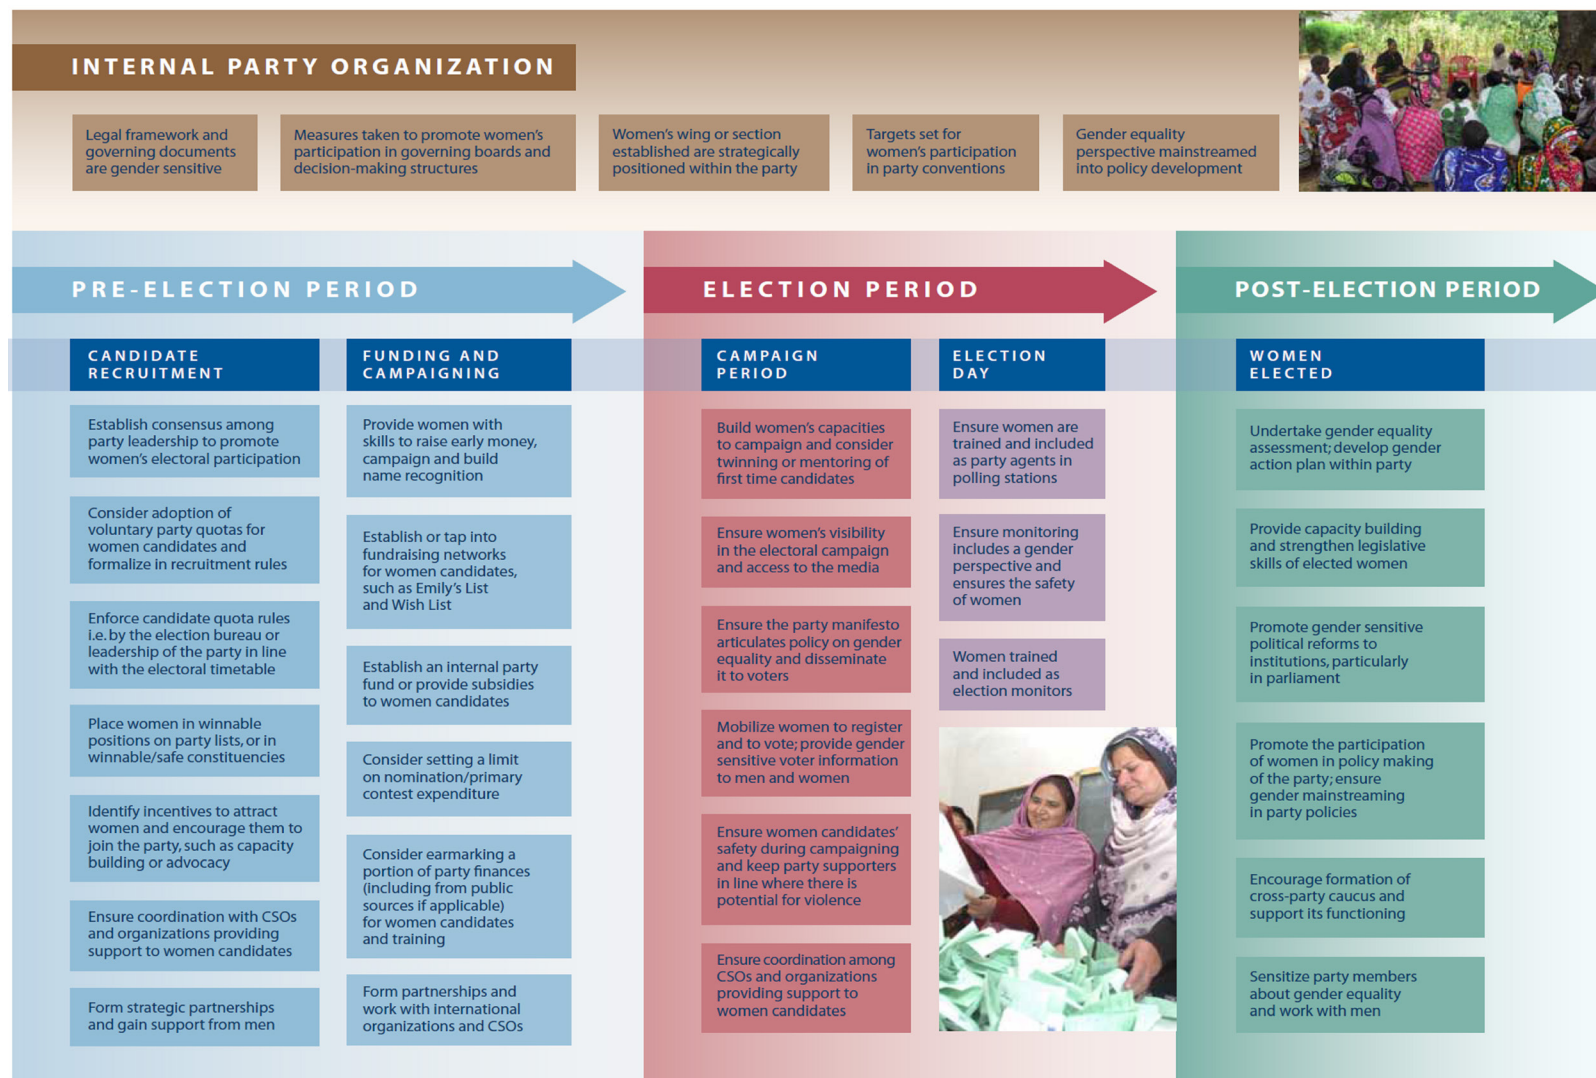 INTERNAL PARTY ORGANIZATION
Legal framework and
governing documents
are gender sensitive
Measures taken to promote women's
participation in governing boards and
decision-making structures
Women's wing or section
established are strategically
positioned within the party
Targets set for
women's participation
in party conventions
Gender equality
perspective mainstreamed
into policy development
PRE-ELECTION PERIOD
CANDIDATE
RECRUITMENT
Establish consensus among
party leadership to promote
women's electoral participation
Consider adoption of
voluntary party quotas for
women candidates and
formalize in recruitment rules
Enforce candidate quota rules
i.e. by the election bureau or
leadership of the party in line
with the electoral timetable
Place women in winnable
positions on party lists, or in
winnable/safe constituencies
Identify incentives to attract
women and encourage them to
join the party, such as capacity
building or advocacy
Ensure coordination with CSOs
and organizations providing
support to women candidates
Form strategic partnerships
and gain support from men
FUNDING AND
CAMPAIGNING
Provide women with
skills to raise early money,
campaign and build
name recognition
Establish or tap into
fundraising networks
for women candidates,
such as Emily's List
and Wish List
Establish an internal party
fund or provide subsidies
to women candidates
Consider setting a limit
on nomination/primary
contest expenditure
Consider earmarking a
portion of party finances
(including from public
sources if applicable)
for women candidates
and training
Form partnerships and
work with international
organizations and CSOs
ELECTION PERIOD
CAMPAIGN
PERIOD
Build women's capacities
to campaign and consider
twinning or mentoring of
first time candidates
Ensure women's visibility
in the electoral campaign
and access to the media
Ensure the party manifesto
articulates policy on gender
equality and disseminate
it to voters
Mobilize women to register
and to vote; provide gender
sensitive voter information
to men and women
Ensure women candidates'
safety during campaigning
and keep party supporters
in line where there is
potential for violence
Ensure coordination among
CSOs and organizations
providing support to
women candidates
ELECTION
DAY
Ensure women are
trained and included
as party agents in
polling stations
Ensure monitoring
includes a gender
perspective and
ensures the safety
of women
Women trained
and included as
election monitors
POST-ELECTION PERIOD
WOMEN
ELECTED
Undertake gender equality
assessment; develop gender
action plan within party
Provide capacity building
and strengthen legislative
skills of elected women
Promote gender sensitive
political reforms to
institutions, particularly
in parliament
Promote the participation
of women in policy making
of the party; ensure
gender mainstreaming
in party policies
Encourage formation of
cross-party caucus and
support its functioning
Sensitize party members
about gender equality
and work with men